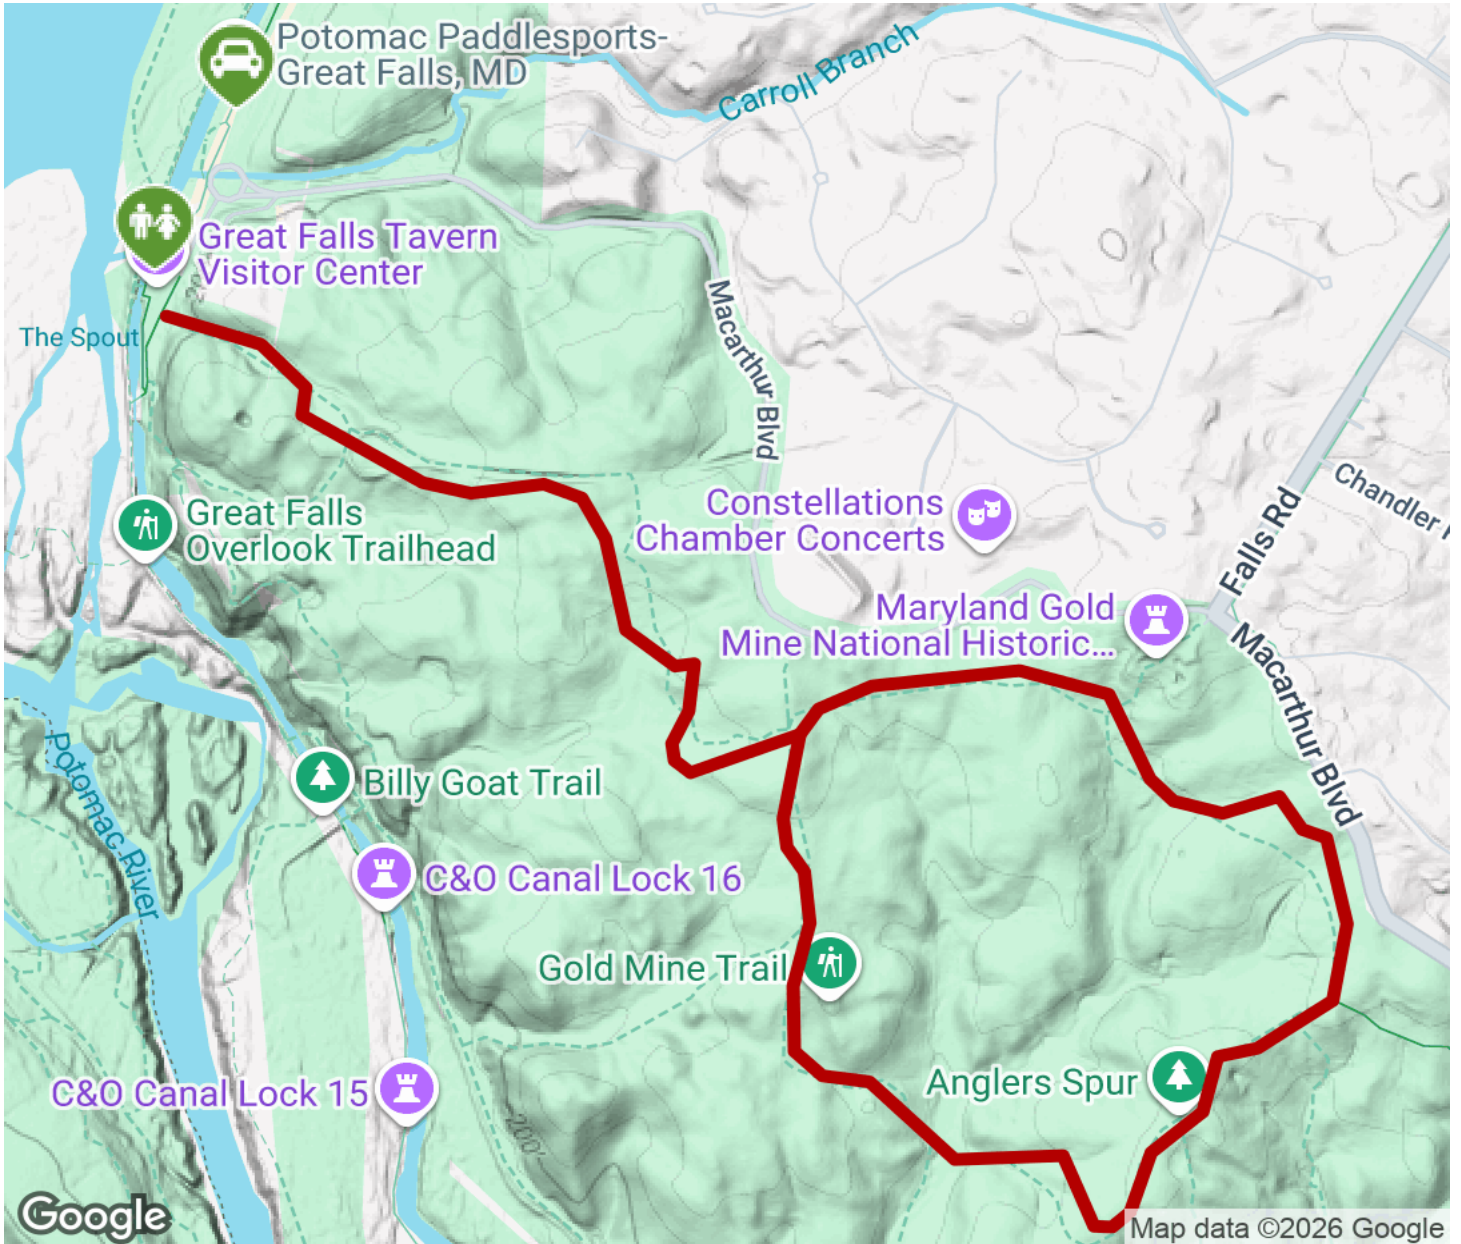 Potomac Paddlesports-
Great Falls, MD
Carroll Branch
Great Falls Tavern
Visitor Center
The Spout
Macarthur Blvd
Great Falls
Overlook Trailhead
Constellations
Chamber Concerts
Falls Rd
Chandler
Maryland Gold
Mine National Historic...
Macarthur Blvd
Potomac River
Billy Goat Trail
C&O Canal Lock 16
Gold Mine Trail
C&O Canal Lock 15
Anglers Spur
200'
Google
Map data ©2026 Google